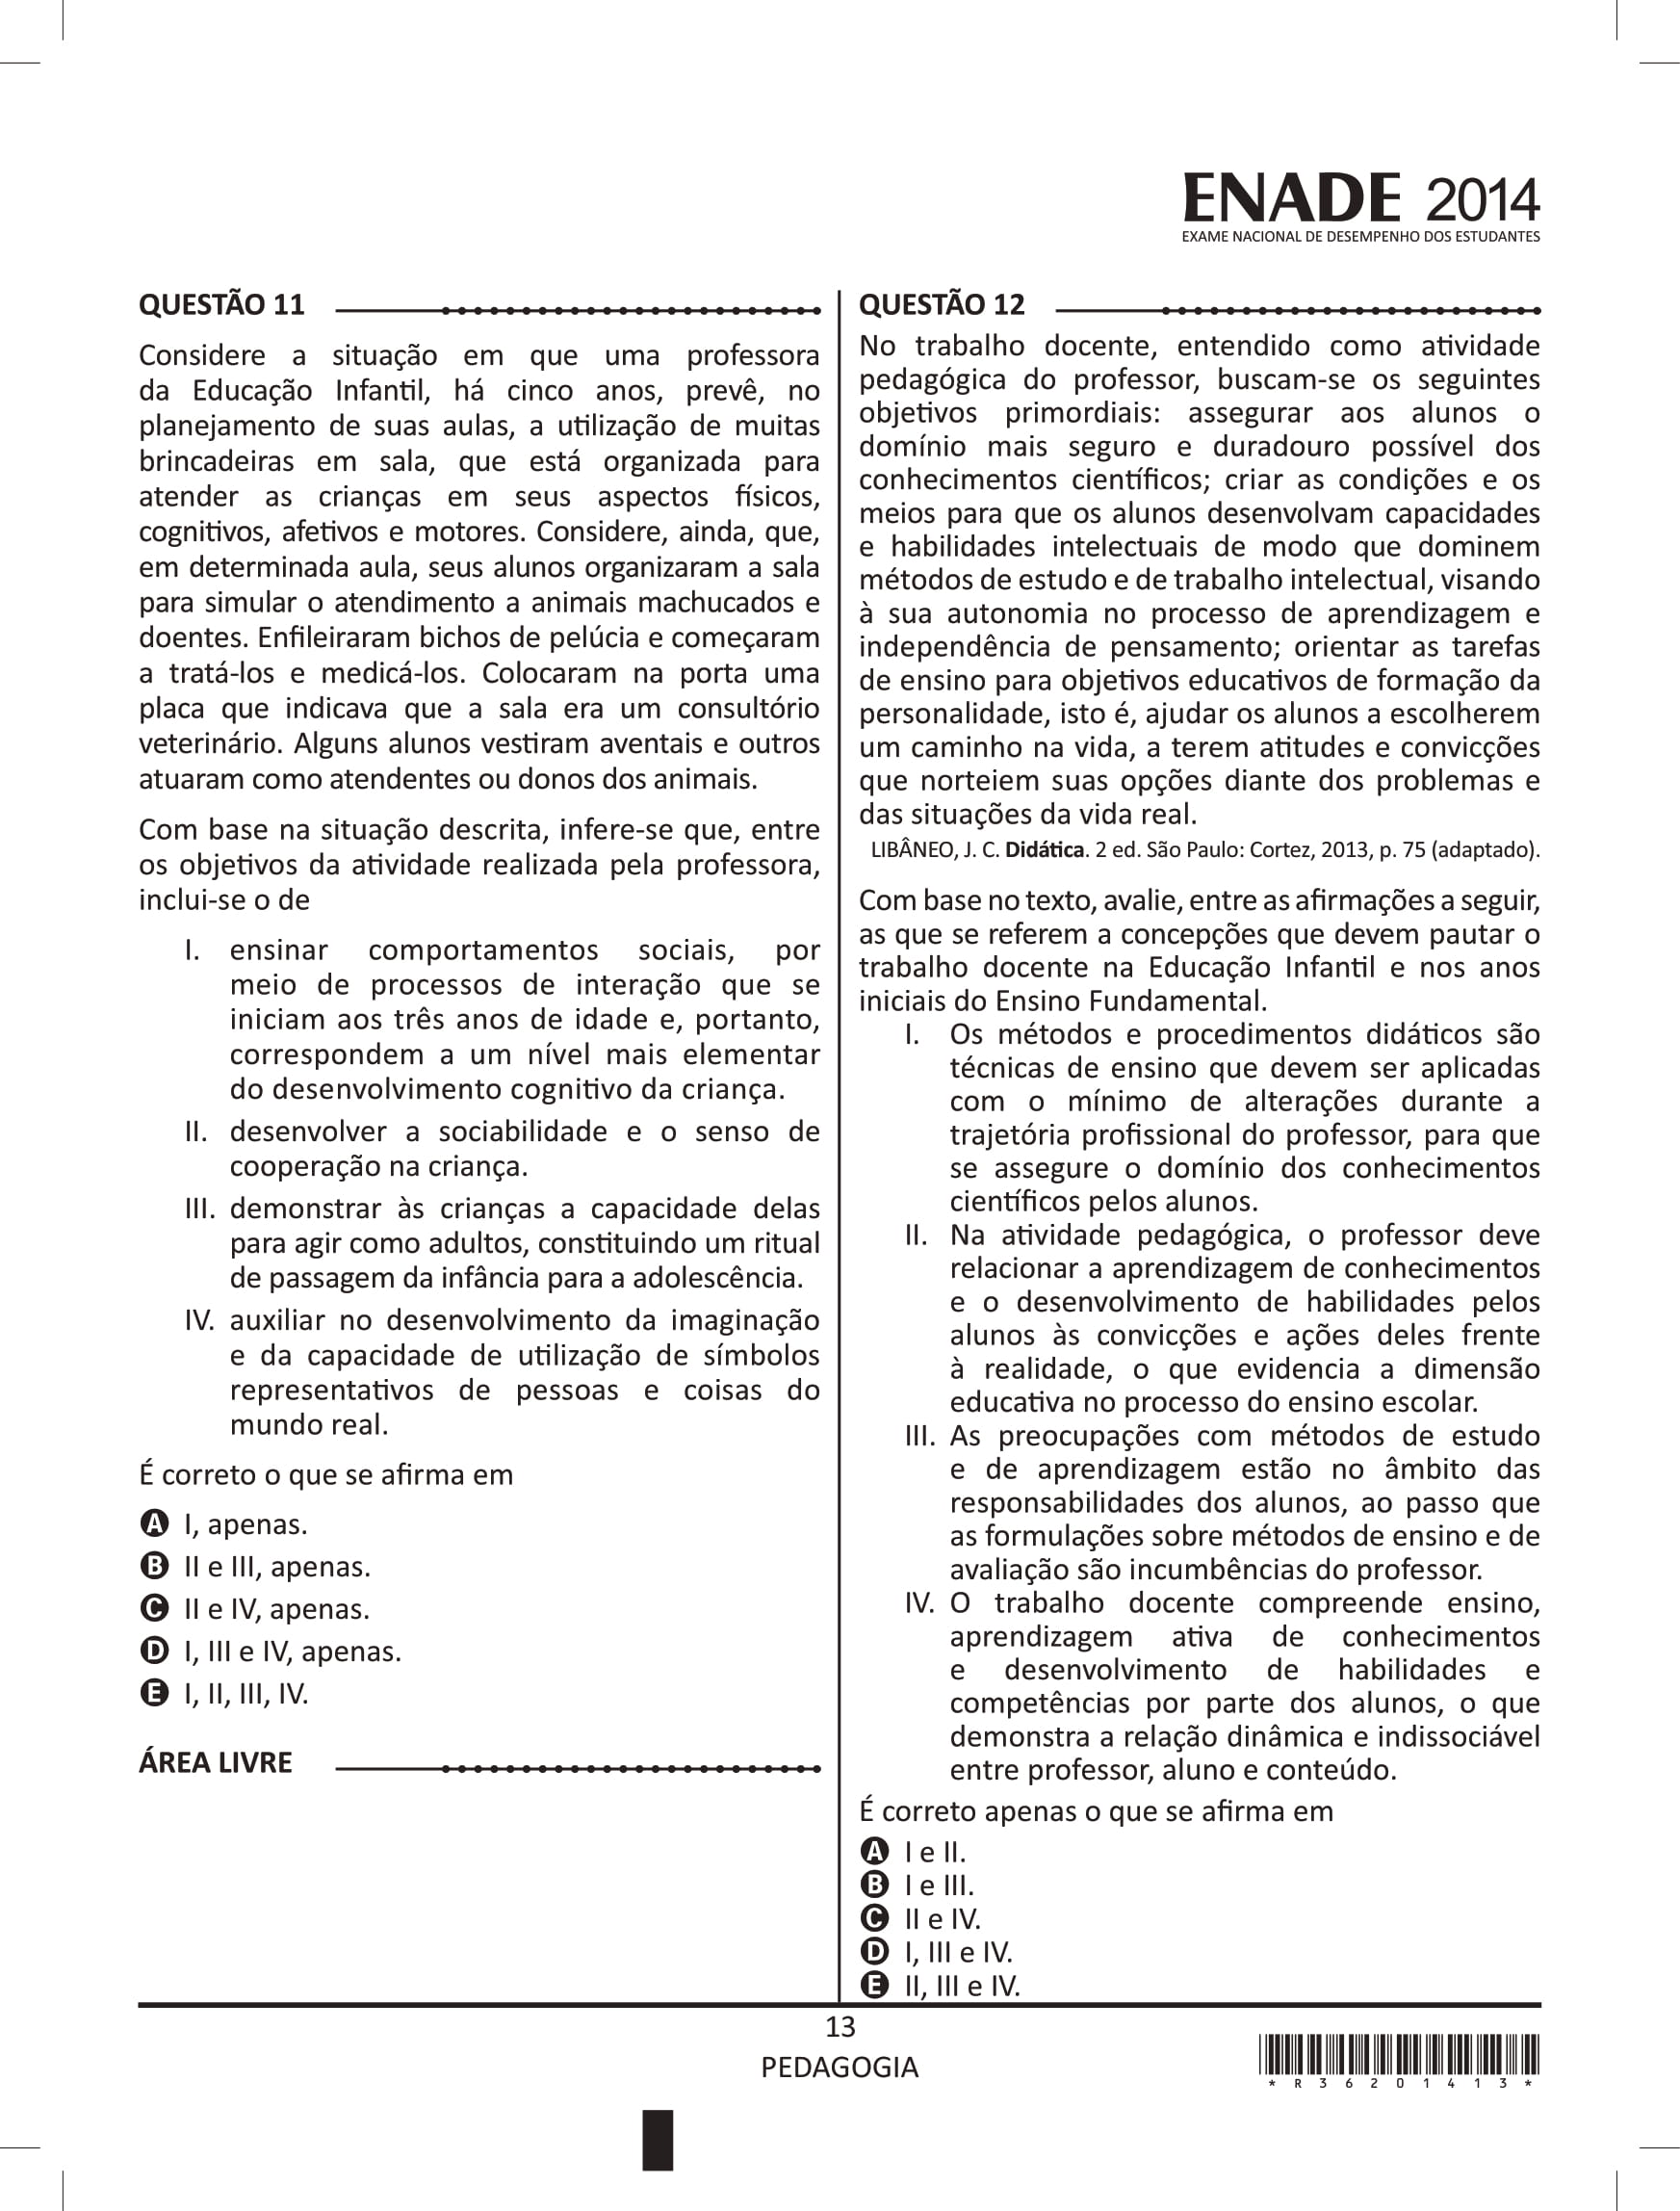 ENADE 2014
EXAME NACIONAL DE DESEMPENHO DOS ESTUDANTES
QUESTÃO 11
Considere a situação em que uma professora
da Educação Infantil, há cinco anos, prevê, no
planejamento de suas aulas, a utilização de muitas
brincadeiras em sala, que está organizada para
atender as crianças em seus aspectos físicos,
cognitivos, afetivos e motores. Considere, ainda, que,
em determinada aula, seus alunos organizaram a sala
para simular o atendimento a animais machucados e
doentes. Enfileiraram bichos de pelúcia e começaram
a tratá-los e medicá-los. Colocaram na porta uma
placa que indicava que a sala era um consultório
veterinário. Alguns alunos vestiram aventais e outros
atuaram como atendentes ou donos dos animais.
Com base na situação descrita, infere-se que, entre
os objetivos da atividade realizada pela professora,
inclui-se o de
I. ensinar comportamentos sociais, por
meio de processos de interação que se
iniciam aos três anos de idade e, portanto,
correspondem a um nível mais elementar
do desenvolvimento cognitivo da criança.
II. desenvolver a sociabilidade e o senso de
cooperação na criança.
III. demonstrar às crianças a capacidade delas
para agir como adultos, constituindo um ritual
de passagem da infância para a adolescência.
IV. auxiliar no desenvolvimento da imaginação
e da capacidade de utilização de símbolos
representativos de pessoas e coisas do
mundo real.
É correto o que se afirma em
A I, apenas.
B II e III, apenas.
C II e IV, apenas.
D I, III e IV, apenas.
E I, II, III, IV.
ÁREA LIVRE
QUESTÃO 12
No trabalho docente, entendido como atividade
pedagógica do professor, buscam-se os seguintes
objetivos primordiais: assegurar aos alunos o
domínio mais seguro e duradouro possível dos
conhecimentos científicos; criar as condições e os
meios para que os alunos desenvolvam capacidades
e habilidades intelectuais de modo que dominem
métodos de estudo e de trabalho intelectual, visando
à sua autonomia no processo de aprendizagem e
independência de pensamento; orientar as tarefas
de ensino para objetivos educativos de formação da
personalidade, isto é, ajudar os alunos a escolherem
um caminho na vida, a terem atitudes e convicções
que norteiem suas opções diante dos problemas e
das situações da vida real.
LIBÂNEO, J. C. Didática. 2 ed. São Paulo: Cortez, 2013, p. 75 (adaptado).
Com base no texto, avalie, entre as afirmações a seguir,
as que se referem a concepções que devem pautar o
trabalho docente na Educação Infantil e nos anos
iniciais do Ensino Fundamental.
I. Os métodos e procedimentos didáticos são
técnicas de ensino que devem ser aplicadas
com o mínimo de alterações durante a
trajetória profissional do professor, para que
se assegure o domínio dos conhecimentos
científicos pelos alunos.
II. Na atividade pedagógica, o professor deve
relacionar a aprendizagem de conhecimentos
e o desenvolvimento de habilidades pelos
alunos às convicções e ações deles frente
à realidade, o que evidencia a dimensão
educativa no processo do ensino escolar.
III. As preocupações com métodos de estudo
e de aprendizagem estão no âmbito das
responsabilidades dos alunos, ao passo que
as formulações sobre métodos de ensino e de
avaliação são incumbências do professor.
IV. O trabalho docente compreende ensino,
aprendizagem ativa de conhecimentos
e desenvolvimento de habilidades e
competências por parte dos alunos, o que
demonstra a relação dinâmica e indissociável
entre professor, aluno e conteúdo.
É correto apenas o que se afirma em
A I e II.
B I e III.
C II e IV.
D I, III e IV.
E II, III e IV.
13
PEDAGOGIA
* R 3 6 2 0 1 4 1 3 *